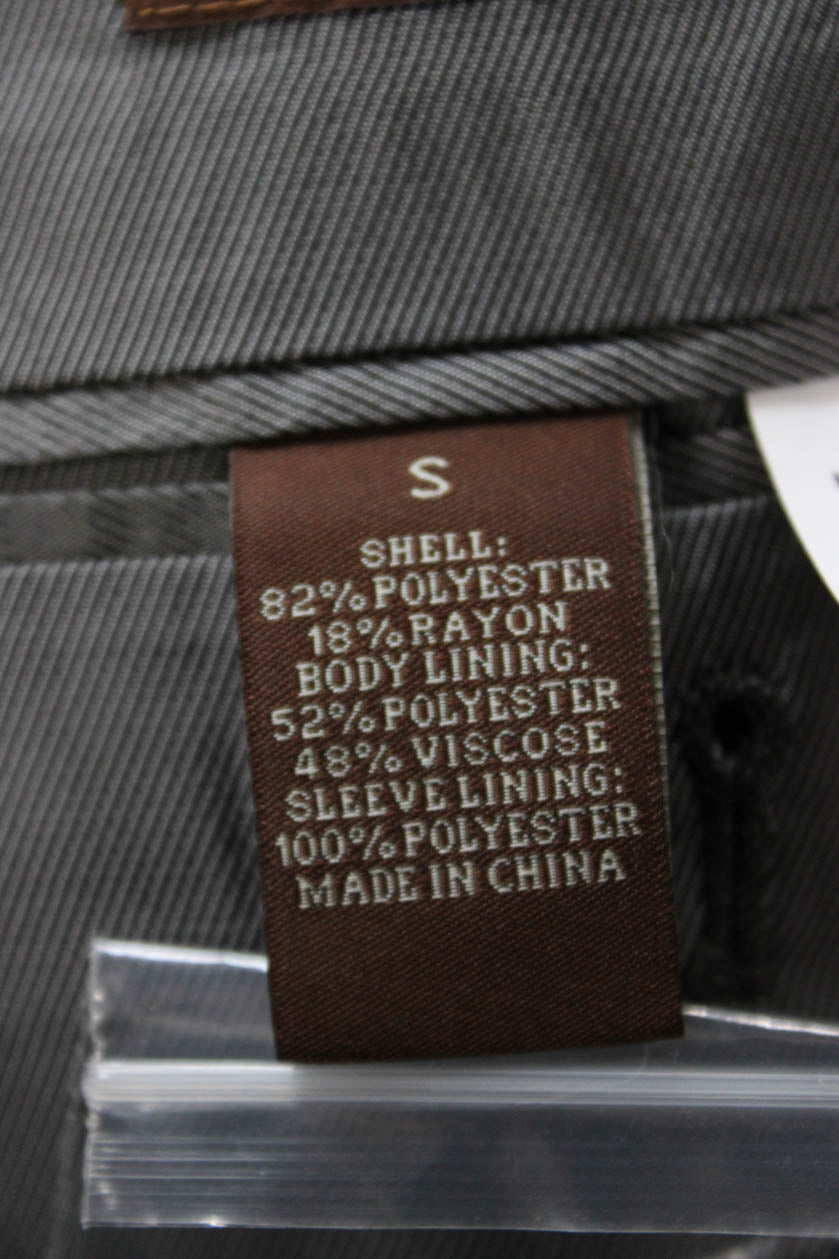 S
SHELL:
82% POLYESTER
18% RAYON
BODY LINING:
52% POLYESTER
48% VISCOSE
SLEEVE LINING:
100% POLYESTER
MADE IN CHINA